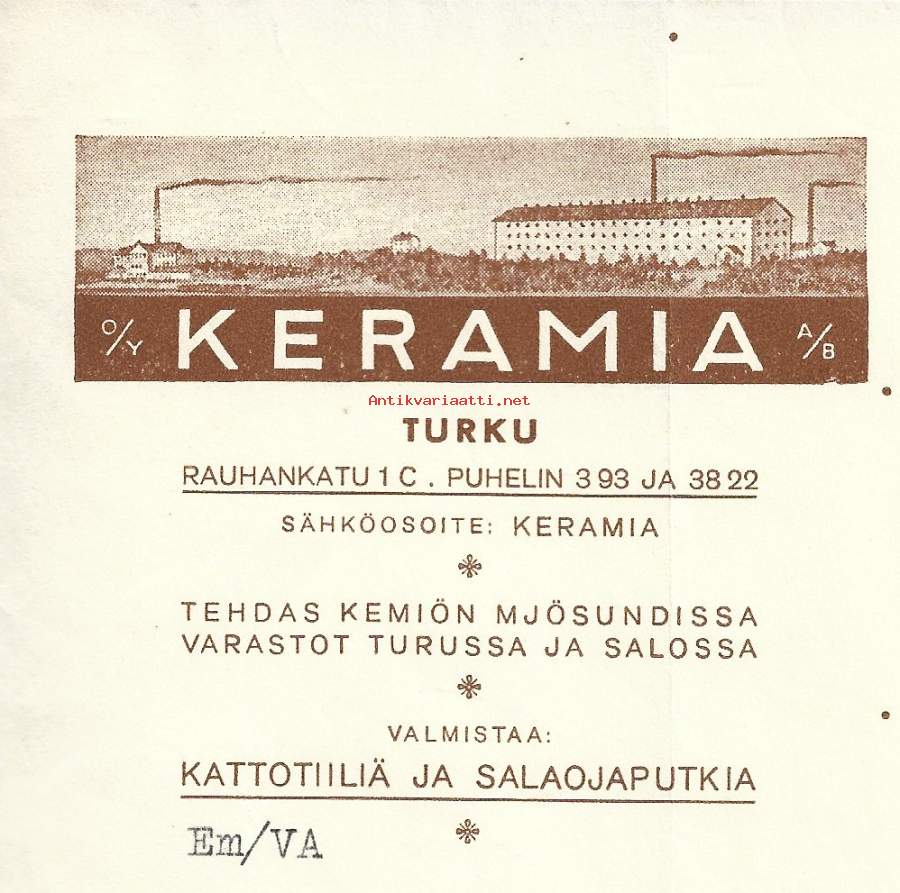 O/Y KERAMIA A/B
Antikvariaatti.net
TURKU
RAUHANKATU 1 C . PUHELIN 3 93 JA 38 22
SÄHKÖOSOITE: KERAMIA
TEHDAS KEMIÖN MJÖSUNDISSA
VARASTOT TURUSSA JA SALOSSA
VALMISTAA:
KATTOTIILIÄ JA SALAOJAPUTKIA
Em/VA